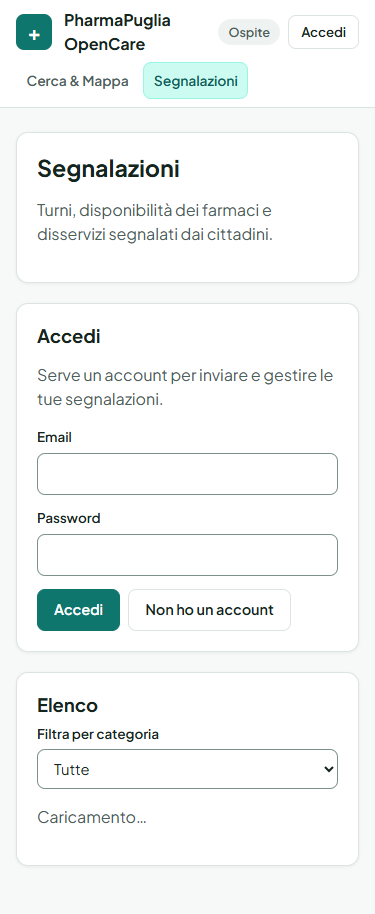 PharmaPuglia
OpenCare
Ospite
Accedi
Cerca & Mappa
Segnalazioni
Segnalazioni
Turni, disponibilità dei farmaci e
disservizi segnalati dai cittadini.
Accedi
Serve un account per inviare e gestire le
tue segnalazioni.
Email
Password
Accedi
Non ho un account
Elenco
Filtra per categoria
Tutte
Caricamento…